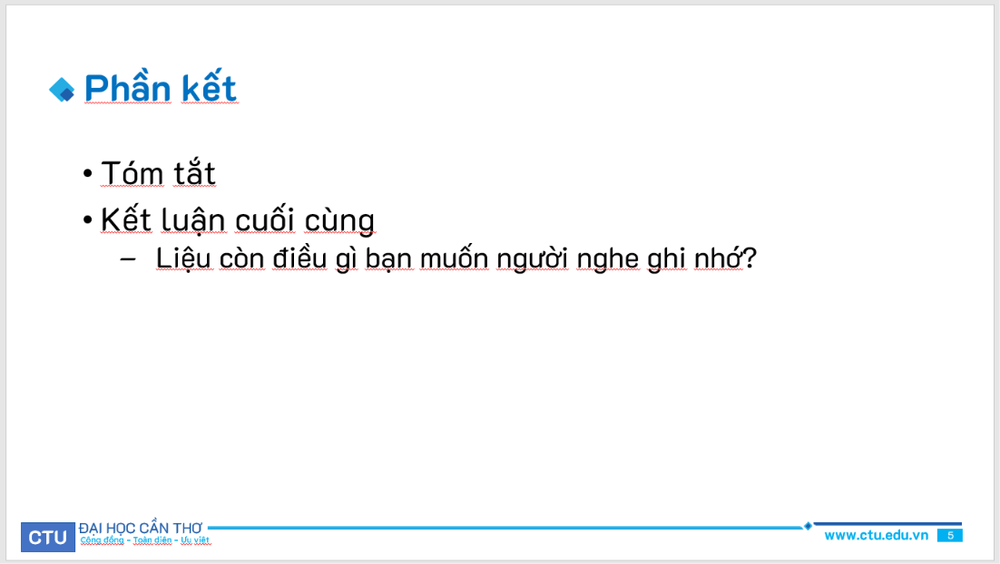 Phần kết
• Tóm tắt
• Kết luận cuối cùng
– Liệu còn điều gì bạn muốn người nghe ghi nhớ?
CTU
ĐẠI HỌC CẦN THƠ
Cộng đồng – Toàn diện – Ưu việt
www.ctu.edu.vn
5